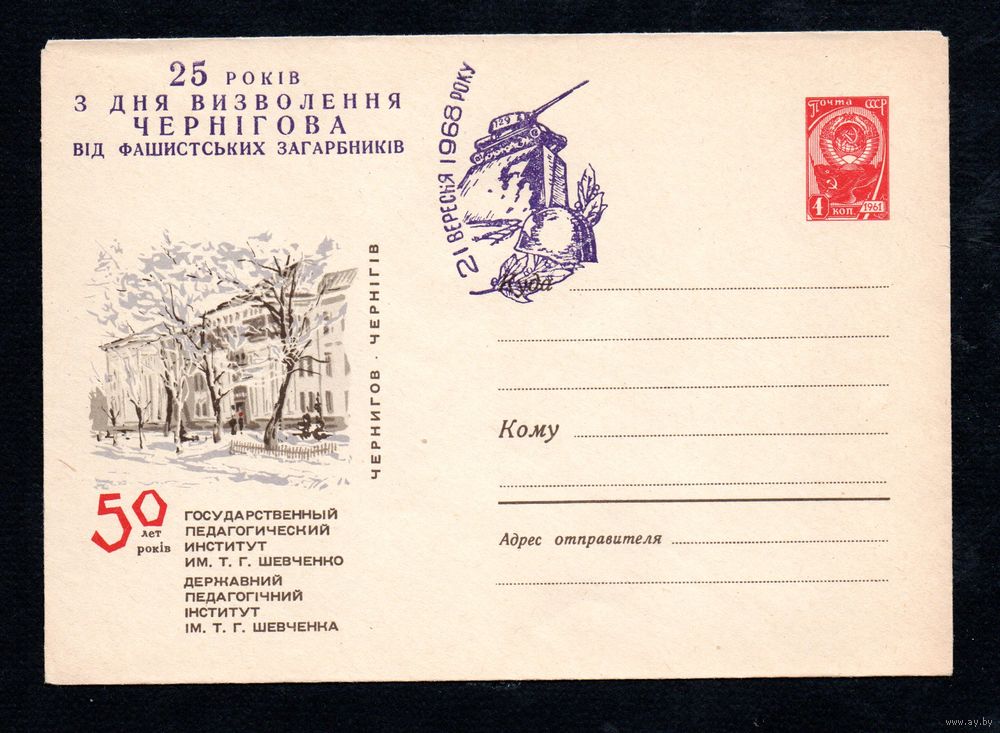 25 РОКІВ
З ДНЯ ВИЗВОЛЕННЯ
ЧЕРНІГОВА
ВІД ФАШИСТСЬКИХ ЗАГАРБНИКІВ
21 ВЕРЕСНЯ 1968 РОКУ
129
Почта СССР
4 КОП 1961
ЧЕРНИГОВ · ЧЕРНІГІВ
50
лет
років
ГОСУДАРСТВЕННЫЙ
ПЕДАГОГИЧЕСКИЙ
ИНСТИТУТ
ИМ. Т. Г. ШЕВЧЕНКО
ДЕРЖАВНИЙ
ПЕДАГОГІЧНИЙ
ІНСТИТУТ
ІМ. Т. Г. ШЕВЧЕНКА
Куда
Кому
Адрес отправителя
www.ay.by